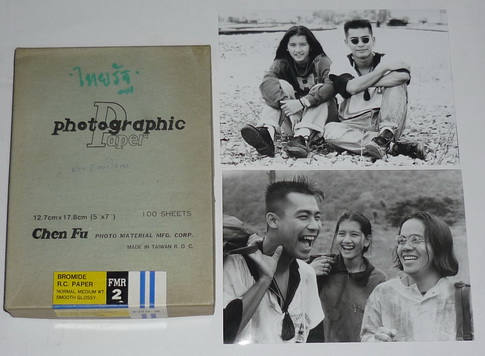 ไทยรัฐ
photographic
Paper
12.7cm×17.8cm (5 ×7 )
100 SHEETS
Chen Fu PHOTO MATERIAL MFG. CORP.
MADE IN TAIWAN R.O.C.
BROMIDE
R.C. PAPER
NORMAL MEDIUM WT
SMOOTH GLOSSY
FMR
2